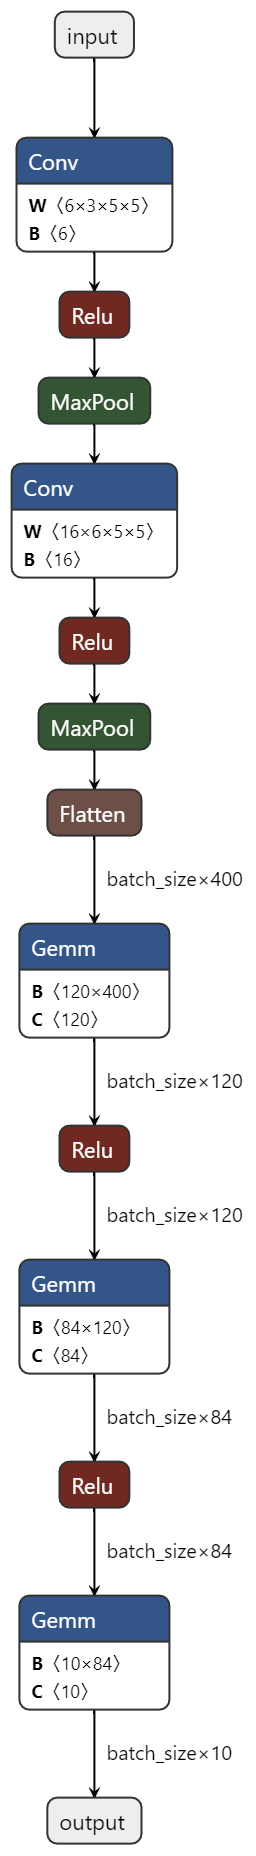 input
Conv
W 〈6×3×5×5〉
B 〈6〉
Relu
MaxPool
Conv
W 〈16×6×5×5〉
B 〈16〉
Relu
MaxPool
Flatten
batch_size×400
Gemm
B 〈120×400〉
C 〈120〉
batch_size×120
Relu
batch_size×120
Gemm
B 〈84×120〉
C 〈84〉
batch_size×84
Relu
batch_size×84
Gemm
B 〈10×84〉
C 〈10〉
batch_size×10
output